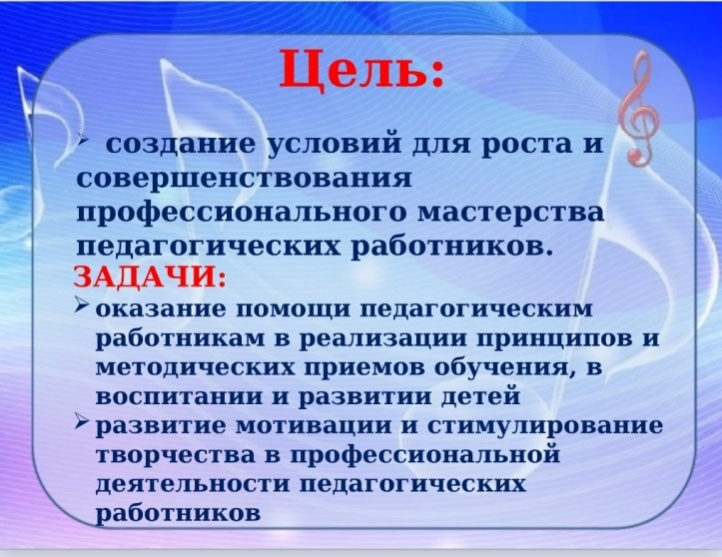 Цель:
➢ создание условий для роста и
совершенствования
профессионального мастерства
педагогических работников.
ЗАДАЧИ:
➢ оказание помощи педагогическим
работникам в реализации принципов и
методических приемов обучения, в
воспитании и развитии детей
➢ развитие мотивации и стимулирование
творчества в профессиональной
деятельности педагогических
работников